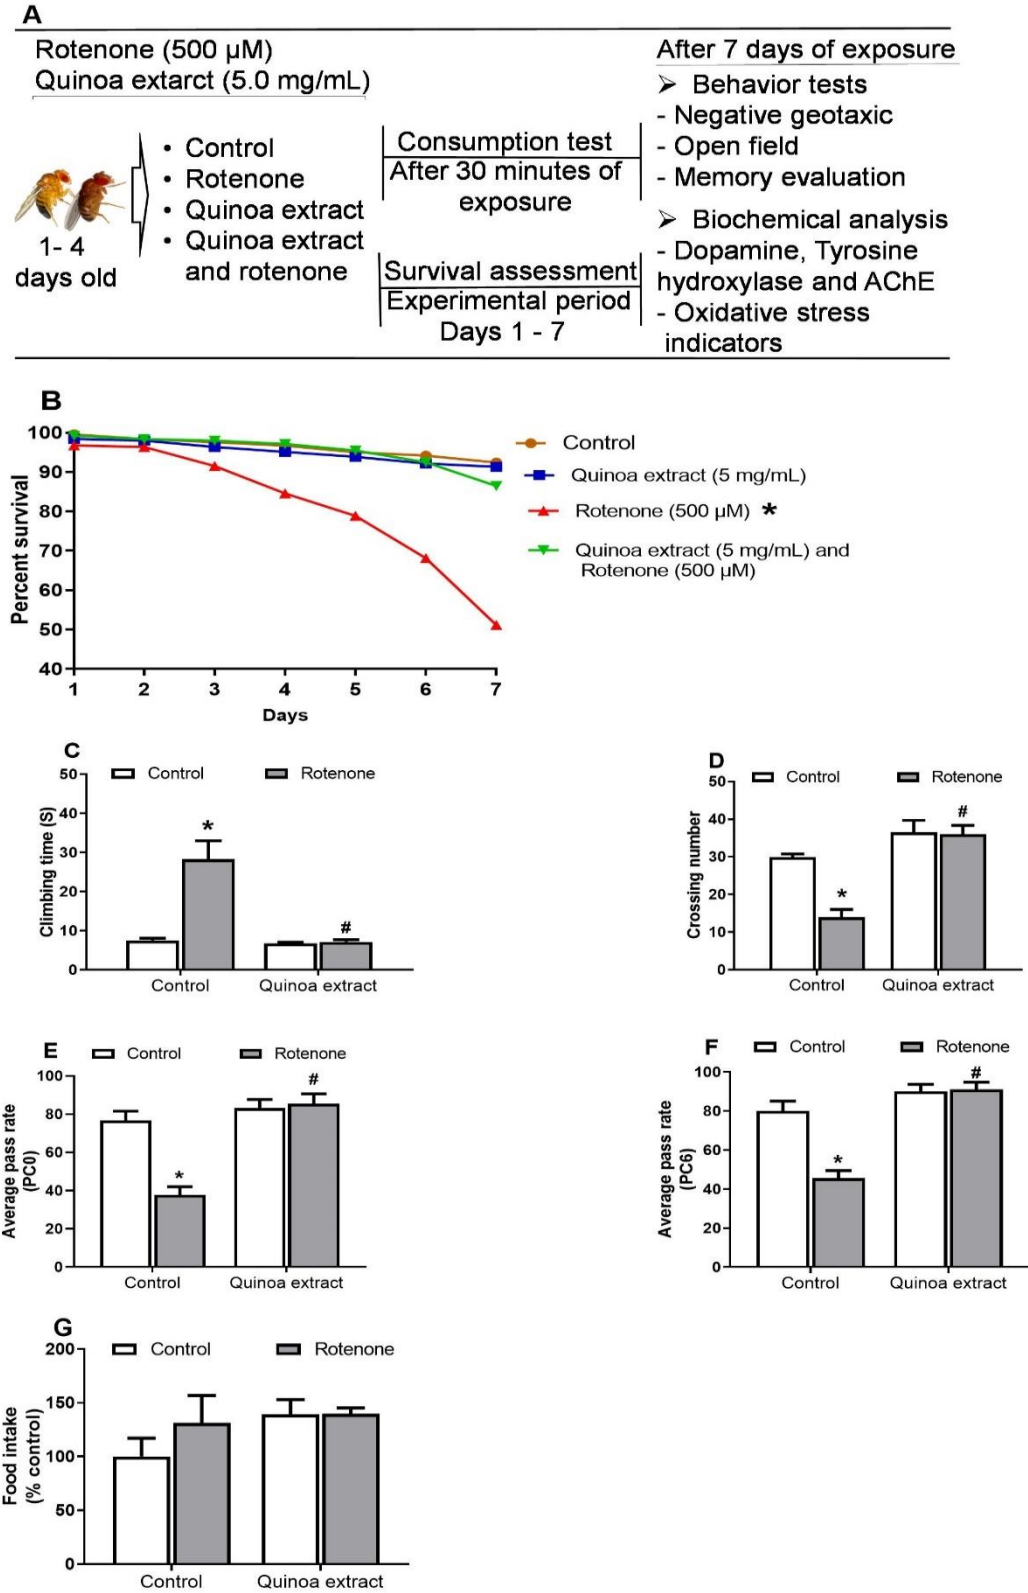 A
Rotenone (500 µM)
Quinoa extarct (5.0 mg/mL)
1- 4
days old
• Control
• Rotenone
• Quinoa extract
• Quinoa extract
and rotenone
Consumption test
After 30 minutes of
exposure
Survival assessment
Experimental period
Days 1 - 7
After 7 days of exposure
➢ Behavior tests
- Negative geotaxic
- Open field
- Memory evaluation
➢ Biochemical analysis
- Dopamine, Tyrosine
hydroxylase and AChE
- Oxidative stress
indicators
B
Percent survival
100
90
80
70
60
50
40
1 2 3 4 5 6 7
Days
Control
Quinoa extract (5 mg/mL)
Rotenone (500 µM) *
Quinoa extract (5 mg/mL) and
Rotenone (500 µM)
C
Control Rotenone
Climbing time (S)
50
40
30
20
10
0
*
#
Control Quinoa extract
D
Control Rotenone
Crossing number
50
40
30
20
10
0
*
#
Control Quinoa extract
E
Control Rotenone
Average pass rate
(PC0)
100
80
60
40
20
0
*
#
Control Quinoa extract
F
Control Rotenone
Average pass rate
(PC6)
100
80
60
40
20
0
*
#
Control Quinoa extract
G
Control Rotenone
Food intake
(% control)
200
150
100
50
0
Control Quinoa extract